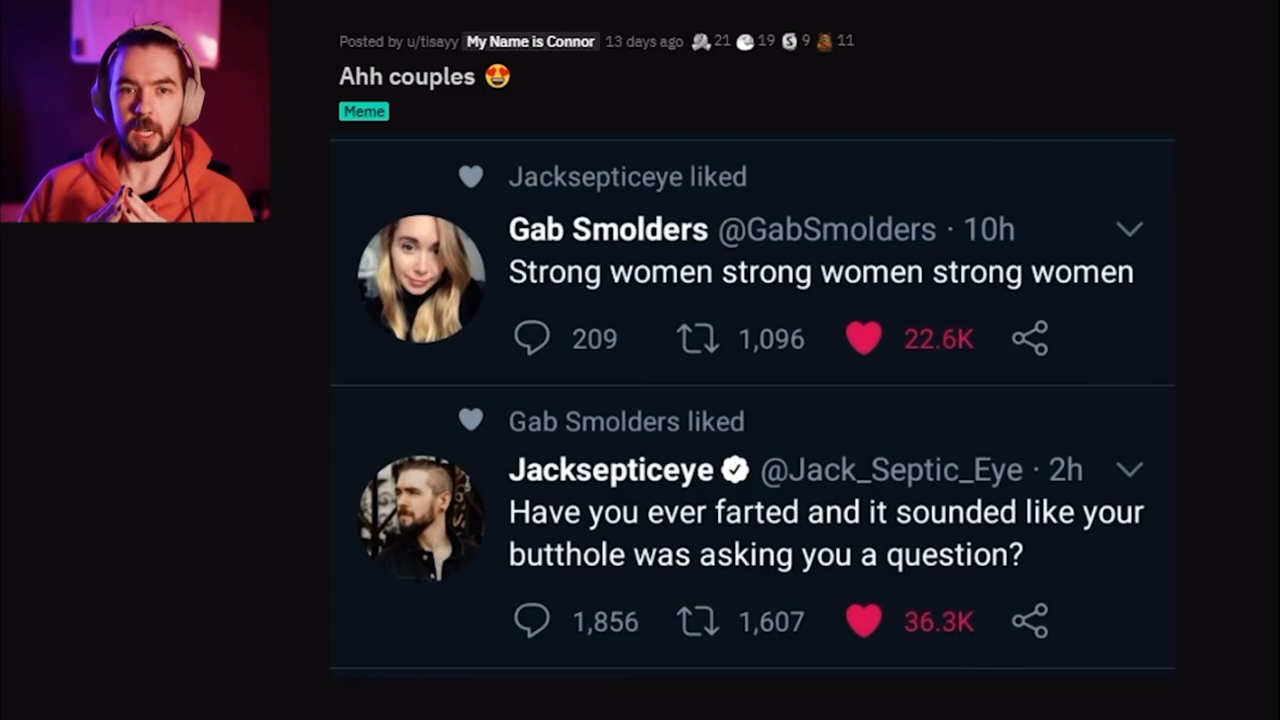 Posted by u/tisayy My Name is Connor 13 days ago 21 19 S 9 11
Ahh couples 😍
Meme
Jacksepticeye liked
Gab Smolders @GabSmolders · 10h
Strong women strong women strong women
209 1,096 22.6K
Gab Smolders liked
Jacksepticeye @Jack_Septic_Eye · 2h
Have you ever farted and it sounded like your
butthole was asking you a question?
1,856 1,607 36.3K